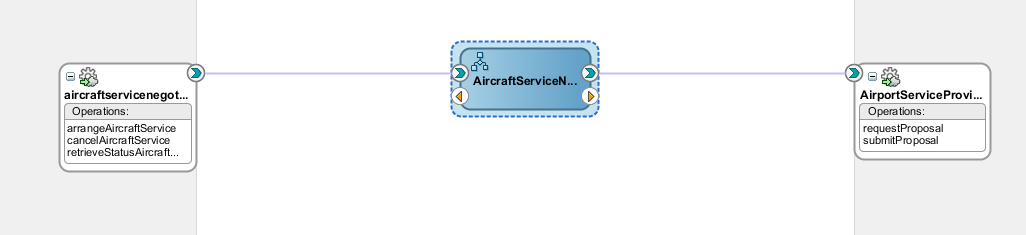 aircraftservicenegot...
Operations:
arrangeAircraftService
cancelAircraftService
retrieveStatusAircraft...
AircraftServiceN...
AirportServiceProvi...
Operations:
requestProposal
submitProposal